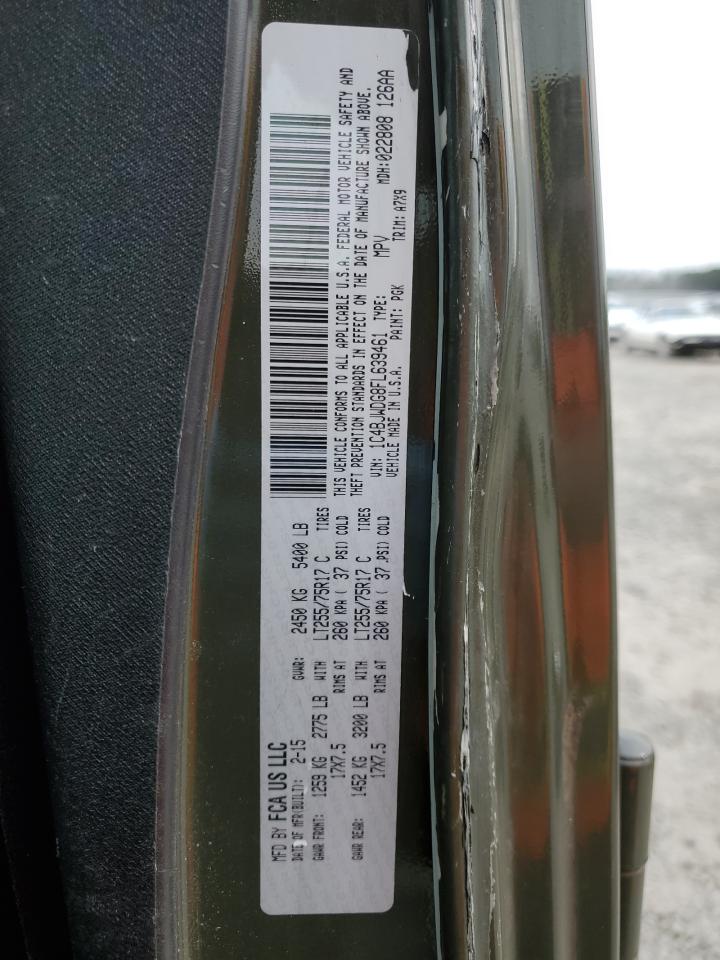 MFD BY FCA US LLC
DATE OF MFR(BUILT): 2-15 GVWR: 2450 KG 5400 LB
GAWR FRONT: 1259 KG 2775 LB WITH LT255/75R17 C TIRES
17X7.5 RIMS AT 260 KPA ( 37 PSI) COLD
GAWR REAR: 1452 KG 3200 LB WITH LT255/75R17 C TIRES
17X7.5 RIMS AT 260 KPA ( 37 PSI) COLD
THIS VEHICLE CONFORMS TO ALL APPLICABLE U.S.A. FEDERAL MOTOR VEHICLE SAFETY AND
THEFT PREVENTION STANDARDS IN EFFECT ON THE DATE OF MANUFACTURE SHOWN ABOVE.
VIN: 1C4BJWDG8FL639461 TYPE: MPV MDH:022808 126AA
VEHICLE MADE IN U.S.A. PAINT: PGK TRIM: A7X9